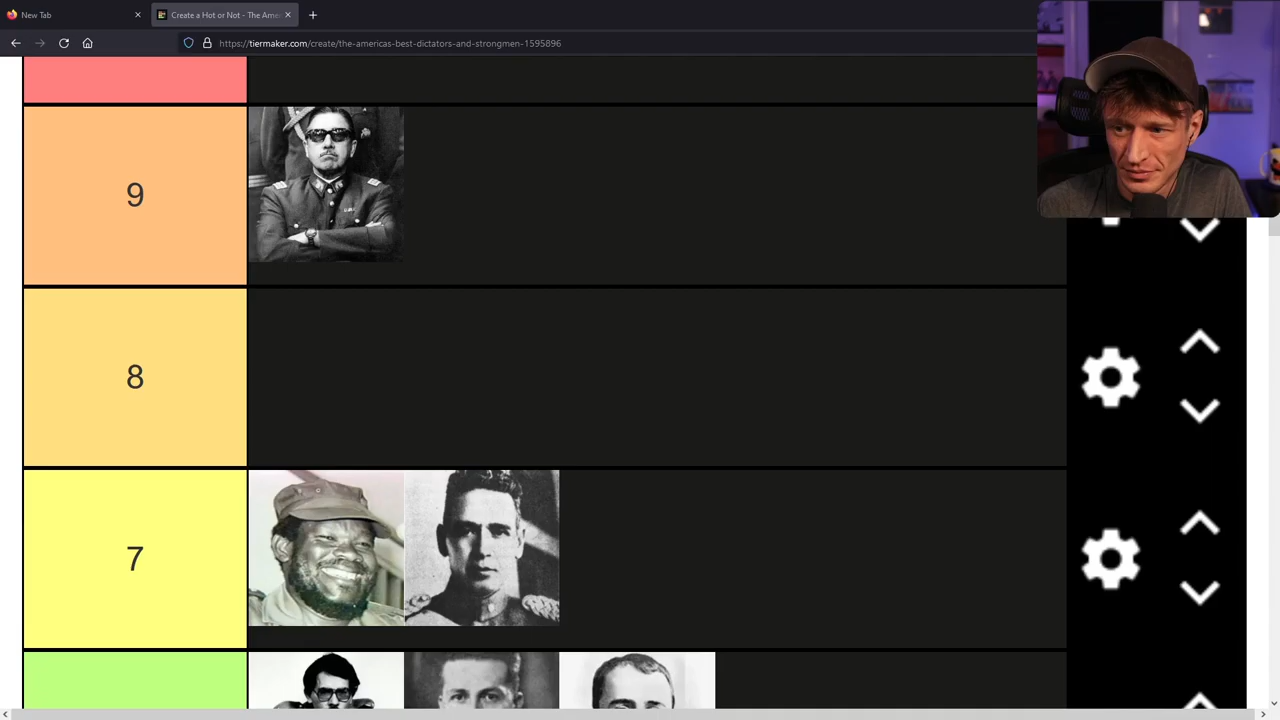 New Tab
Create a Hot or Not - The Ame
https://tiermaker.com/create/the-americas-best-dictators-and-strongmen-1595896
9
8
7